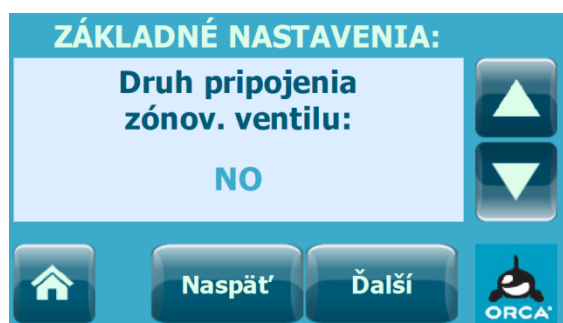 ZÁKLADNÉ NASTAVENIA:
Druh pripojenia
zónov. ventilu:
NO
Naspäť
Ďalší
ORCA